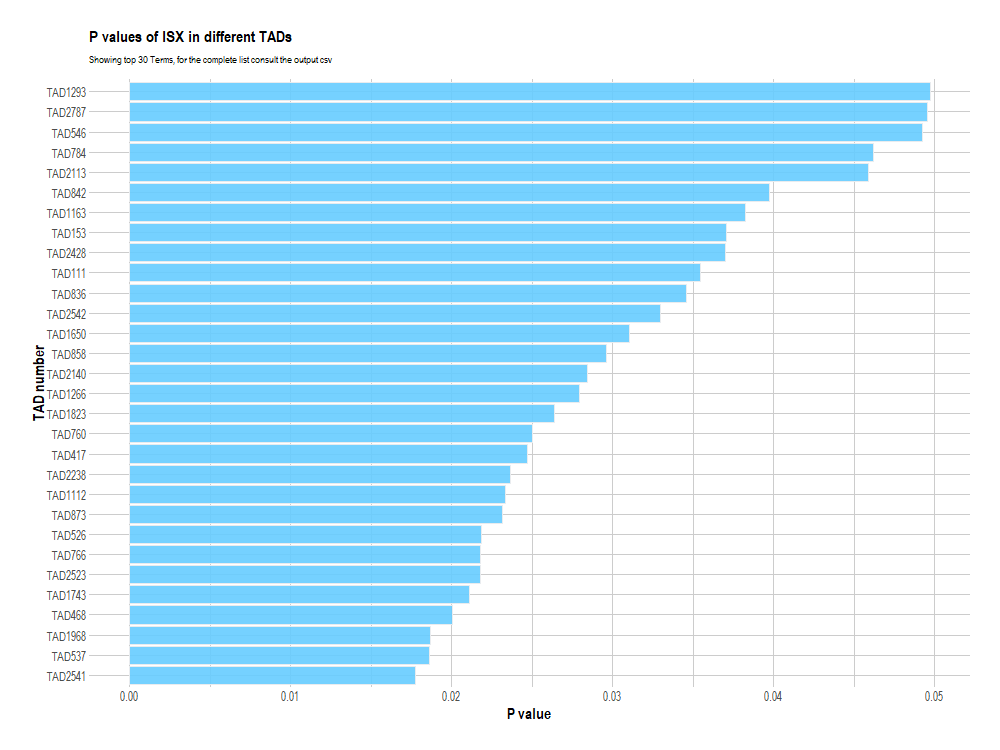 P values of ISX in different TADs
Showing top 30 Terms, for the complete list consult the output csv
TAD number
TAD1293
TAD2787
TAD546
TAD784
TAD2113
TAD842
TAD1163
TAD153
TAD2428
TAD111
TAD836
TAD2542
TAD1650
TAD858
TAD2140
TAD1266
TAD1823
TAD760
TAD417
TAD2238
TAD1112
TAD873
TAD526
TAD766
TAD2523
TAD1743
TAD468
TAD1968
TAD537
TAD2541
0.00 0.01 0.02 0.03 0.04 0.05
P value